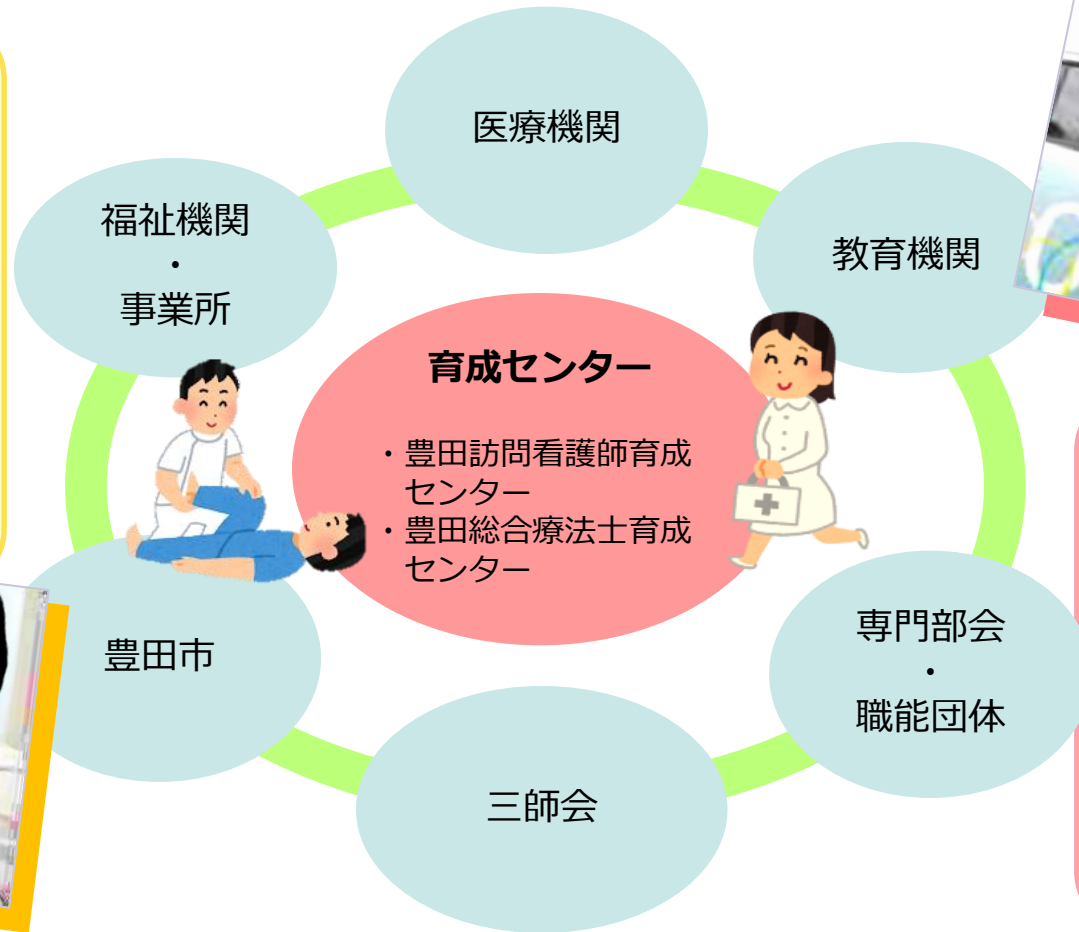 医療機関
福祉機関
・
事業所
教育機関
育成センター
・豊田訪問看護師育成
センター
・豊田総合療法士育成
センター
豊田市
専門部会
・
職能団体
三師会